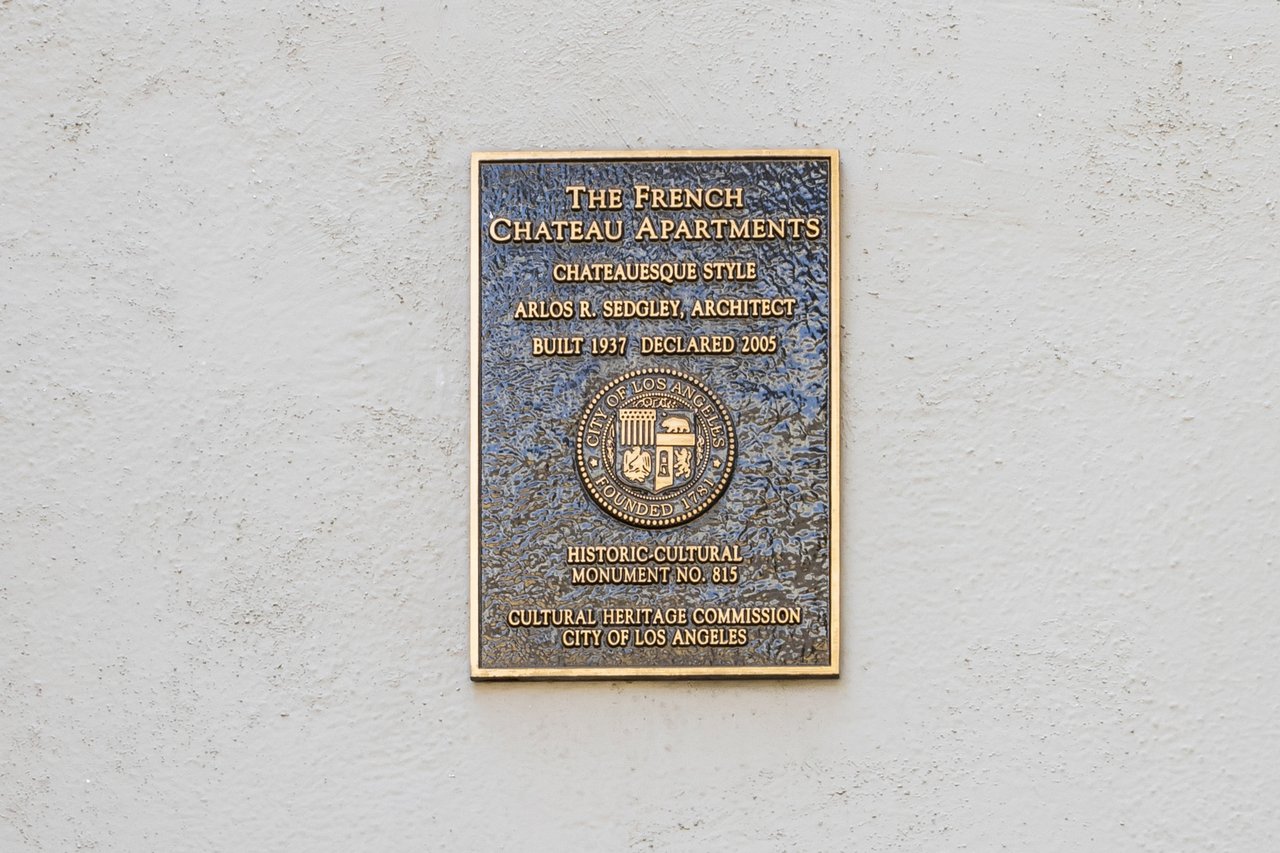 THE FRENCH
CHATEAU APARTMENTS
CHATEAUESQUE STYLE
ARLOS R. SEDGLEY, ARCHITECT
BUILT 1937 DECLARED 2005
CITY OF LOS ANGELES
FOUNDED 1781
HISTORIC-CULTURAL
MONUMENT NO. 815
CULTURAL HERITAGE COMMISSION
CITY OF LOS ANGELES